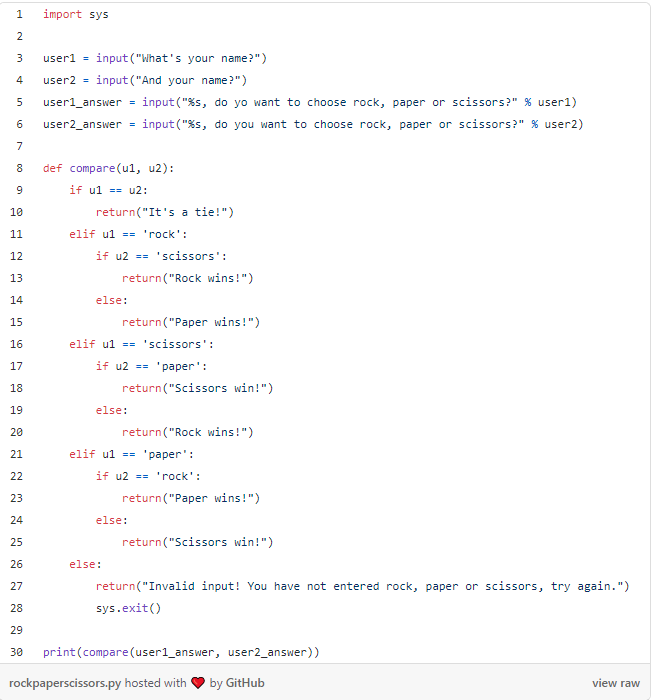 1 import sys
2
3 user1 = input("What's your name?")
4 user2 = input("And your name?")
5 user1_answer = input("%s, do yo want to choose rock, paper or scissors?" % user1)
6 user2_answer = input("%s, do you want to choose rock, paper or scissors?" % user2)
7
8 def compare(u1, u2):
9     if u1 == u2:
10         return("It's a tie!")
11     elif u1 == 'rock':
12         if u2 == 'scissors':
13             return("Rock wins!")
14         else:
15             return("Paper wins!")
16     elif u1 == 'scissors':
17         if u2 == 'paper':
18             return("Scissors win!")
19         else:
20             return("Rock wins!")
21     elif u1 == 'paper':
22         if u2 == 'rock':
23             return("Paper wins!")
24         else:
25             return("Scissors win!")
26     else:
27         return("Invalid input! You have not entered rock, paper or scissors, try again.")
28         sys.exit()
29
30 print(compare(user1_answer, user2_answer))
rockpaperscissors.py hosted with ❤ by GitHub view raw